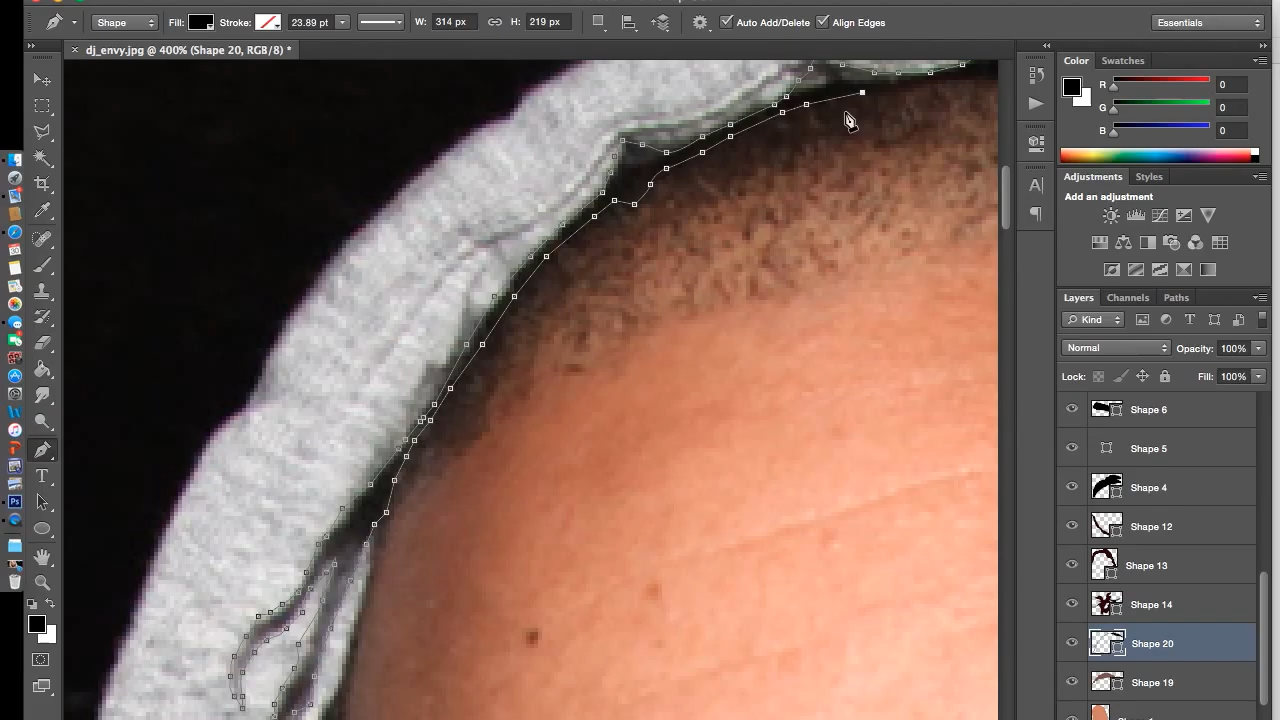 Shape Fill: Stroke: 23.89 pt W: 314 px H: 219 px Auto Add/Delete Align Edges Essentials
dj_envy.jpg @ 400% (Shape 20, RGB/8) *
Color Swatches
R 0
G 0
B 0
Adjustments Styles
Add an adjustment
Layers Channels Paths
Kind
Normal Opacity: 100%
Lock: Fill: 100%
Shape 6
Shape 5
Shape 4
Shape 12
Shape 13
Shape 14
Shape 20
Shape 19